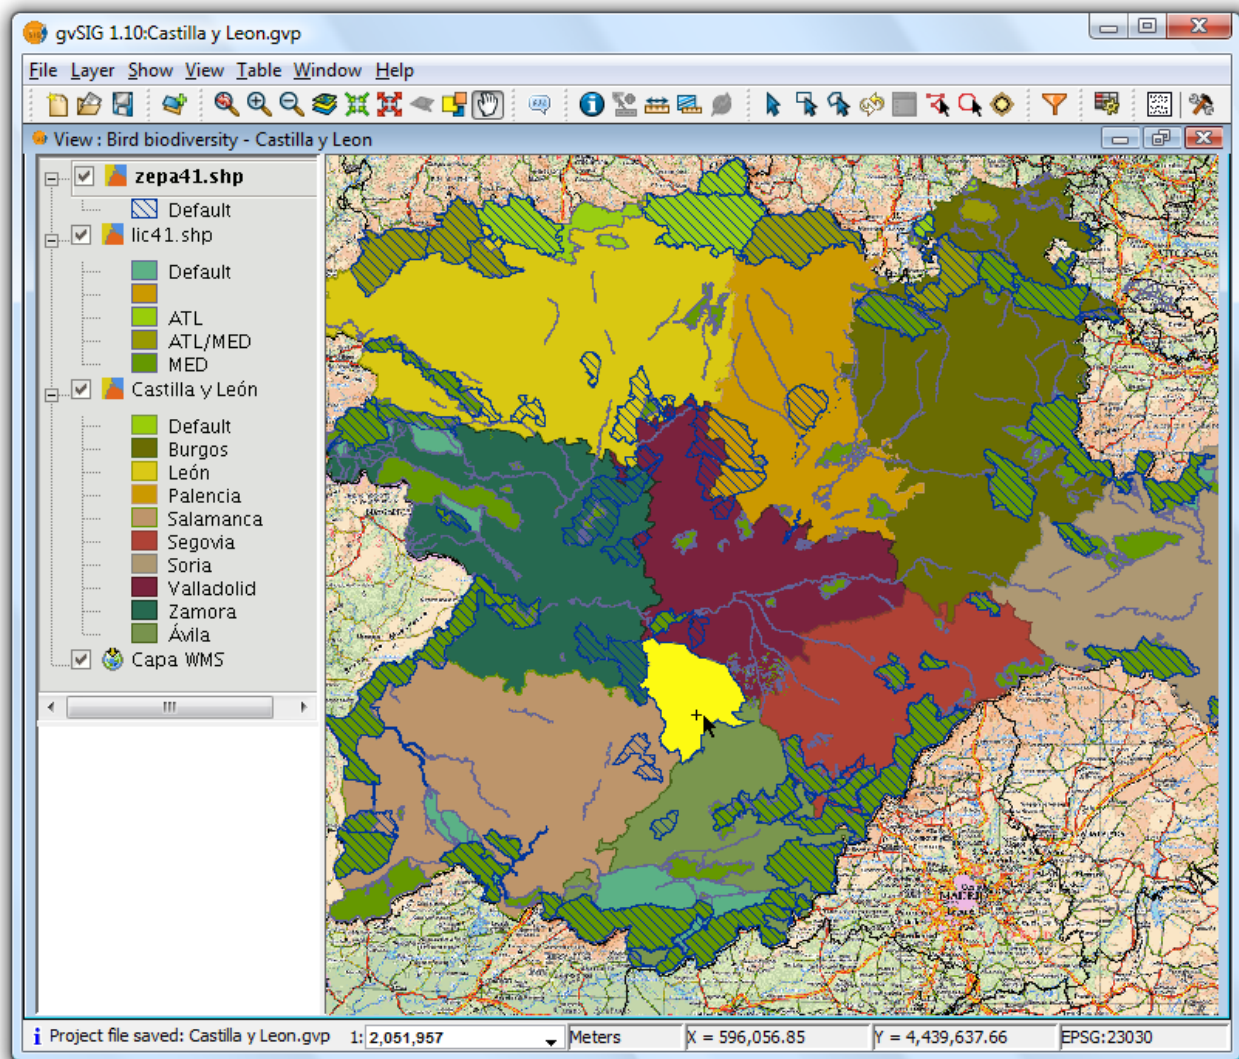 gvSIG 1.10:Castilla y Leon.gvp
File Layer Show View Table Window Help
View : Bird biodiversity - Castilla y Leon
zepa41.shp
Default
lic41.shp
Default
ATL
ATL/MED
MED
Castilla y León
Default
Burgos
León
Palencia
Salamanca
Segovia
Soria
Valladolid
Zamora
Ávila
Capa WMS
Project file saved: Castilla y Leon.gvp 1: 2,051,957 Meters X = 596,056.85 Y = 4,439,637.66 EPSG:23030